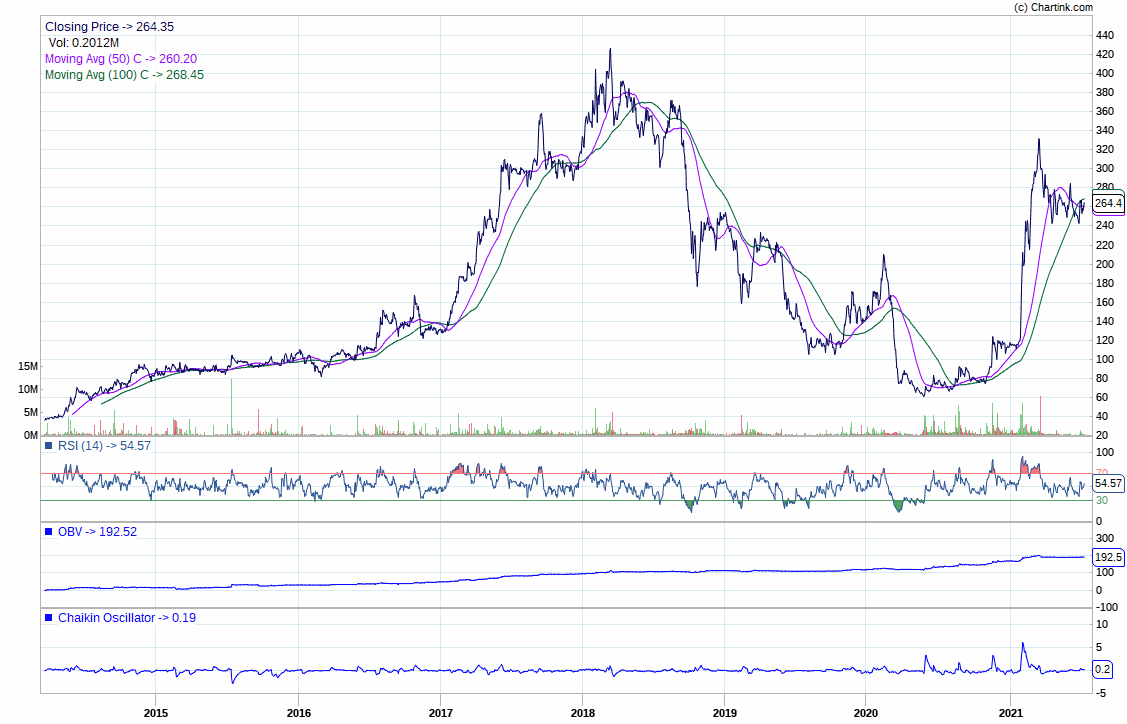 (c) Chartink.com
Closing Price -> 264.35
Vol: 0.2012M
Moving Avg (50) C -> 260.20
Moving Avg (100) C -> 268.45
440
420
400
380
360
340
320
300
280
264.4
240
220
200
180
160
140
120
100
80
60
40
20
15M
10M
5M
0M
RSI (14) -> 54.57
100
70
54.57
30
0
OBV -> 192.52
300
192.5
100
0
-100
Chaikin Oscillator -> 0.19
10
5
0.2
-5
2015 2016 2017 2018 2019 2020 2021